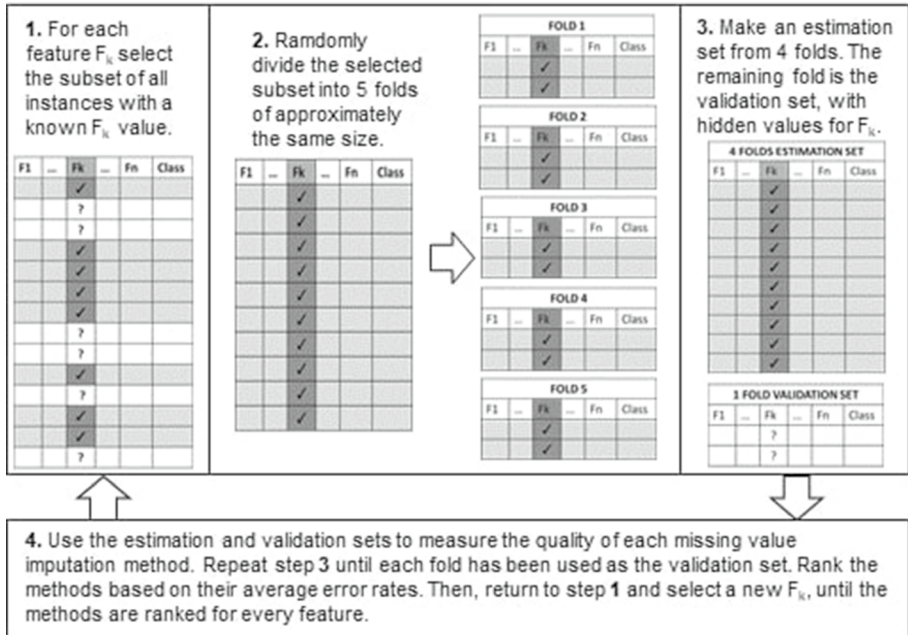 1. For each
feature Fₖ select
the subset of all
instances with a
known Fₖ value.
F1 ... Fk ... Fn Class
✓
?
?
✓
✓
✓
✓
?
?
✓
?
✓
✓
?
2. Ramdomly
divide the selected
subset into 5 folds
of approximately
the same size.
F1 ... Fk ... Fn Class
✓
✓
✓
✓
✓
✓
✓
✓
✓
✓
FOLD 1
F1 ... Fk ... Fn Class
✓
✓
FOLD 2
F1 ... Fk ... Fn Class
✓
✓
FOLD 3
F1 ... Fk ... Fn Class
✓
✓
FOLD 4
F1 ... Fk ... Fn Class
✓
✓
FOLD 5
F1 ... Fk ... Fn Class
✓
✓
3. Make an estimation
set from 4 folds. The
remaining fold is the
validation set, with
hidden values for Fₖ.
4 FOLDS ESTIMATION SET
F1 ... Fk ... Fn Class
✓
✓
✓
✓
✓
✓
✓
✓
✓
✓
1 FOLD VALIDATION SET
F1 ... Fk ... Fn Class
?
?
4. Use the estimation and validation sets to measure the quality of each missing value
imputation method. Repeat step 3 until each fold has been used as the validation set. Rank the
methods based on their average error rates. Then, return to step 1 and select a new Fₖ, until the
methods are ranked for every feature.